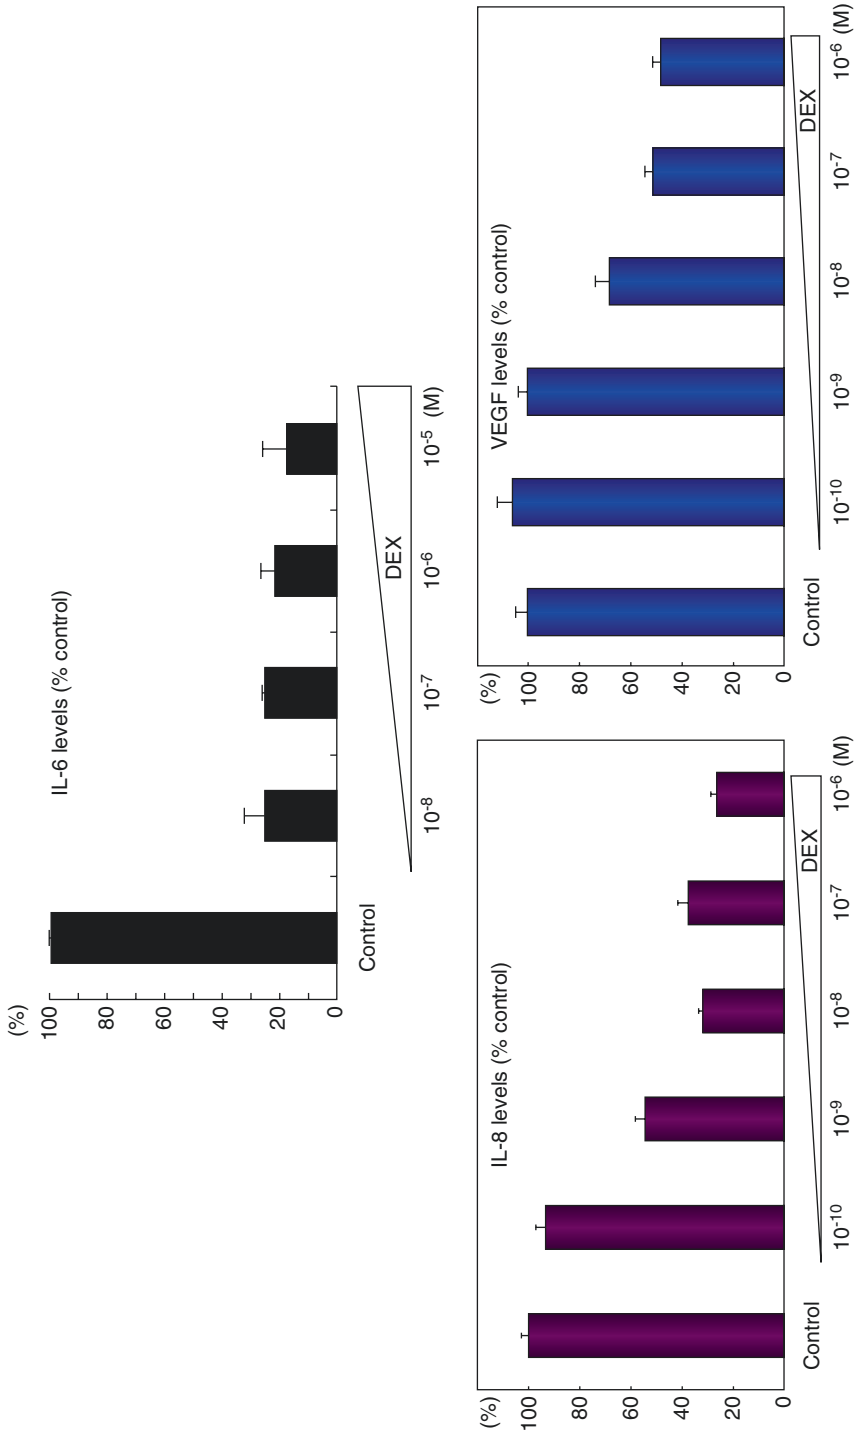 IL-6 levels (% control)
(%)
100
80
60
40
20
0
Control
10-8
10-7
10-6
10-5
(M)
DEX
IL-8 levels (% control)
(%)
100
80
60
40
20
0
Control
10-10
10-9
10-8
10-7
10-6
(M)
DEX
VEGF levels (% control)
(%)
100
80
60
40
20
0
Control
10-10
10-9
10-8
10-7
10-6
(M)
DEX